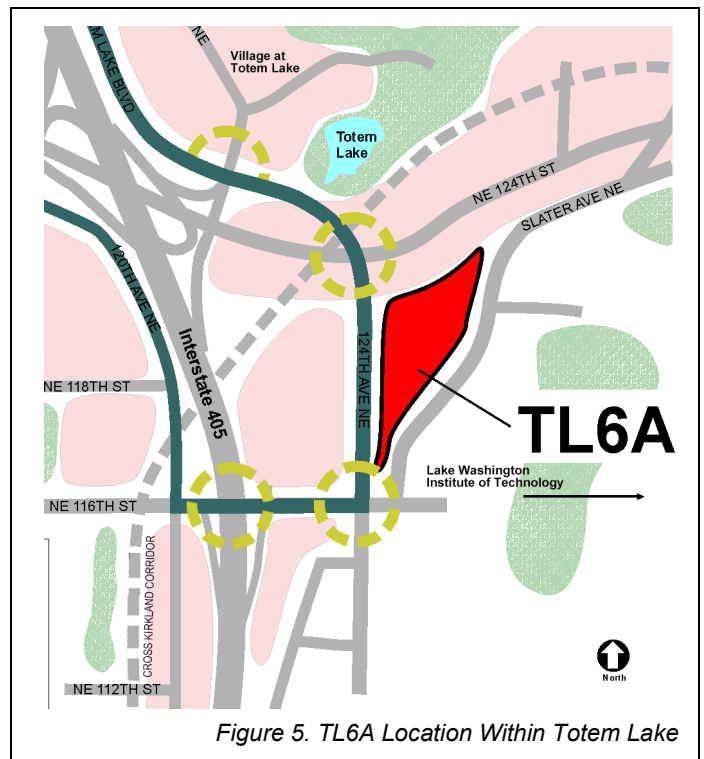 NE
M LAKE BLVD
Village at
Totem Lake
Totem
Lake
NE 124TH ST
SLATER AVE NE
120TH AVE NE
Interstate 405
124TH AVE NE
NE 118TH ST
TL6A
Lake Washington
Institute of Technology
NE 116TH ST
CROSS KIRKLAND CORRIDOR
North
NE 112TH ST
Figure 5. TL6A Location Within Totem Lake